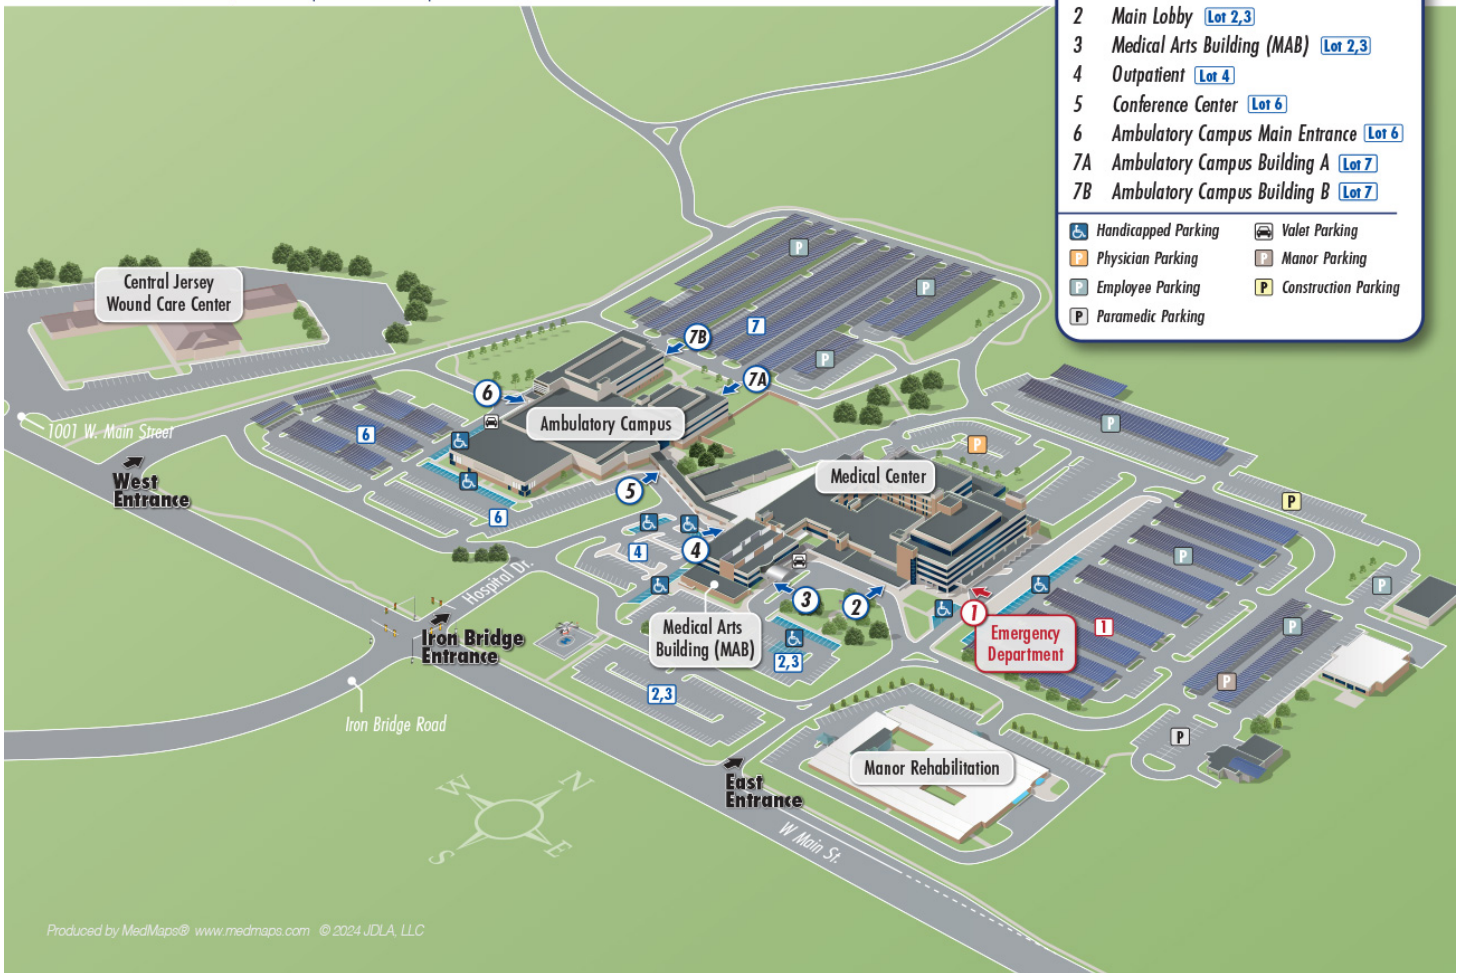 2 Main Lobby Lot 2,3
3 Medical Arts Building (MAB) Lot 2,3
4 Outpatient Lot 4
5 Conference Center Lot 6
6 Ambulatory Campus Main Entrance Lot 6
7A Ambulatory Campus Building A Lot 7
7B Ambulatory Campus Building B Lot 7
Handicapped Parking
Valet Parking
P Physician Parking
P Manor Parking
P Employee Parking
P Construction Parking
P Paramedic Parking
P
P
P
7
7B
7A
Central Jersey
Wound Care Center
1001 W. Main Street
West
Entrance
6
6
6
Ambulatory Campus
5
P
P
P
Medical Center
4
4
Hospital Dr.
Iron Bridge
Entrance
Iron Bridge Road
3
2
1
Emergency
Department
1
P
P
P
P
P
Medical Arts
Building (MAB)
2,3
2,3
Manor Rehabilitation
East
Entrance
W Main St.
W
N
S
E
Produced by MedMaps® www.medmaps.com © 2024 JDLA, LLC